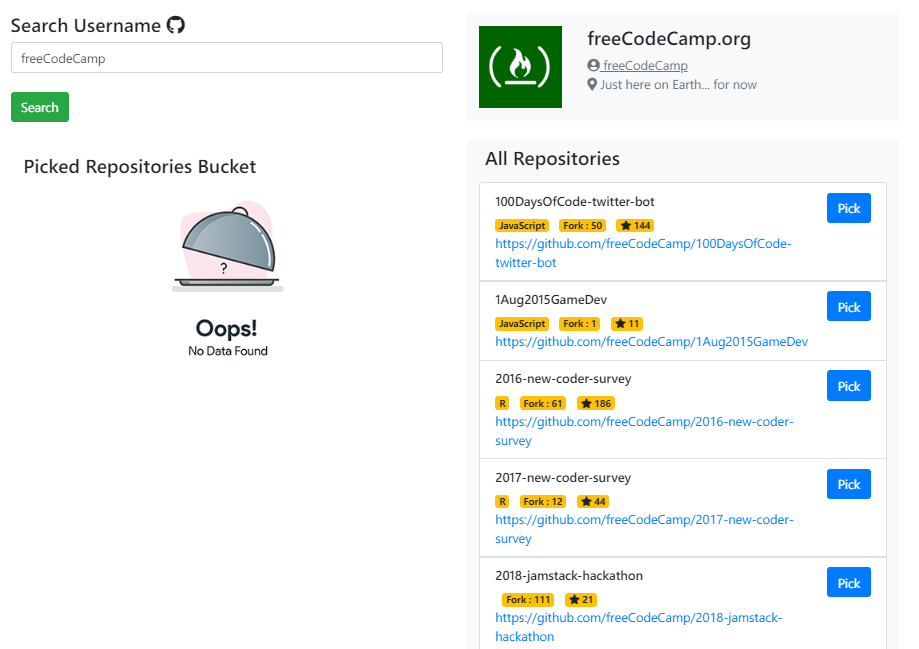 Search Username
freeCodeCamp
Search
Picked Repositories Bucket
?
Oops!
No Data Found
freeCodeCamp.org
freeCodeCamp
Just here on Earth... for now
All Repositories
100DaysOfCode-twitter-bot
Pick
JavaScript Fork : 50 ★ 144
https://github.com/freeCodeCamp/100DaysOfCode-
twitter-bot
1Aug2015GameDev
Pick
JavaScript Fork : 1 ★ 11
https://github.com/freeCodeCamp/1Aug2015GameDev
2016-new-coder-survey
Pick
R Fork : 61 ★ 186
https://github.com/freeCodeCamp/2016-new-coder-
survey
2017-new-coder-survey
Pick
R Fork : 12 ★ 44
https://github.com/freeCodeCamp/2017-new-coder-
survey
2018-jamstack-hackathon
Pick
Fork : 111 ★ 21
https://github.com/freeCodeCamp/2018-jamstack-
hackathon